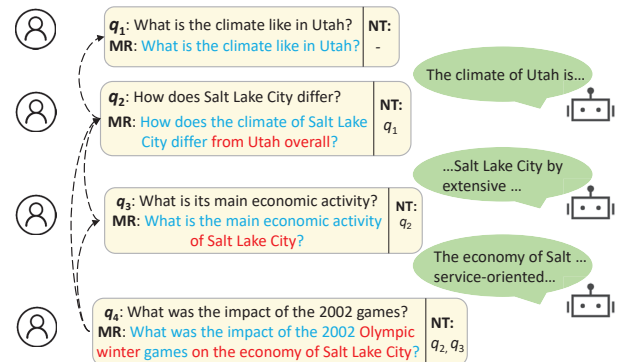 q1: What is the climate like in Utah?
MR: What is the climate like in Utah?
NT:
-
The climate of Utah is…
q2: How does Salt Lake City differ?
MR: How does the climate of Salt Lake
City differ from Utah overall?
NT:
q1
…Salt Lake City by
extensive …
q3: What is its main economic activity?
MR: What is the main economic activity
of Salt Lake City?
NT:
q2
The economy of Salt …
service-oriented…
q4: What was the impact of the 2002 games?
MR: What was the impact of the 2002 Olympic
winter games on the economy of Salt Lake City?
NT:
q2, q3